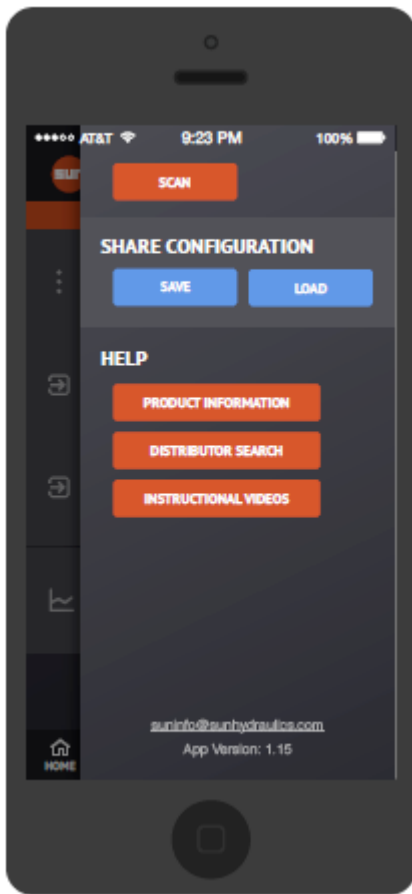 AT&T 9:23 PM 100%
sun
SCAN
SHARE CONFIGURATION
SAVE LOAD
HELP
PRODUCT INFORMATION
DISTRIBUTOR SEARCH
INSTRUCTIONAL VIDEOS
suninfo@sunhydraulics.com
App Version: 1.15
HOME